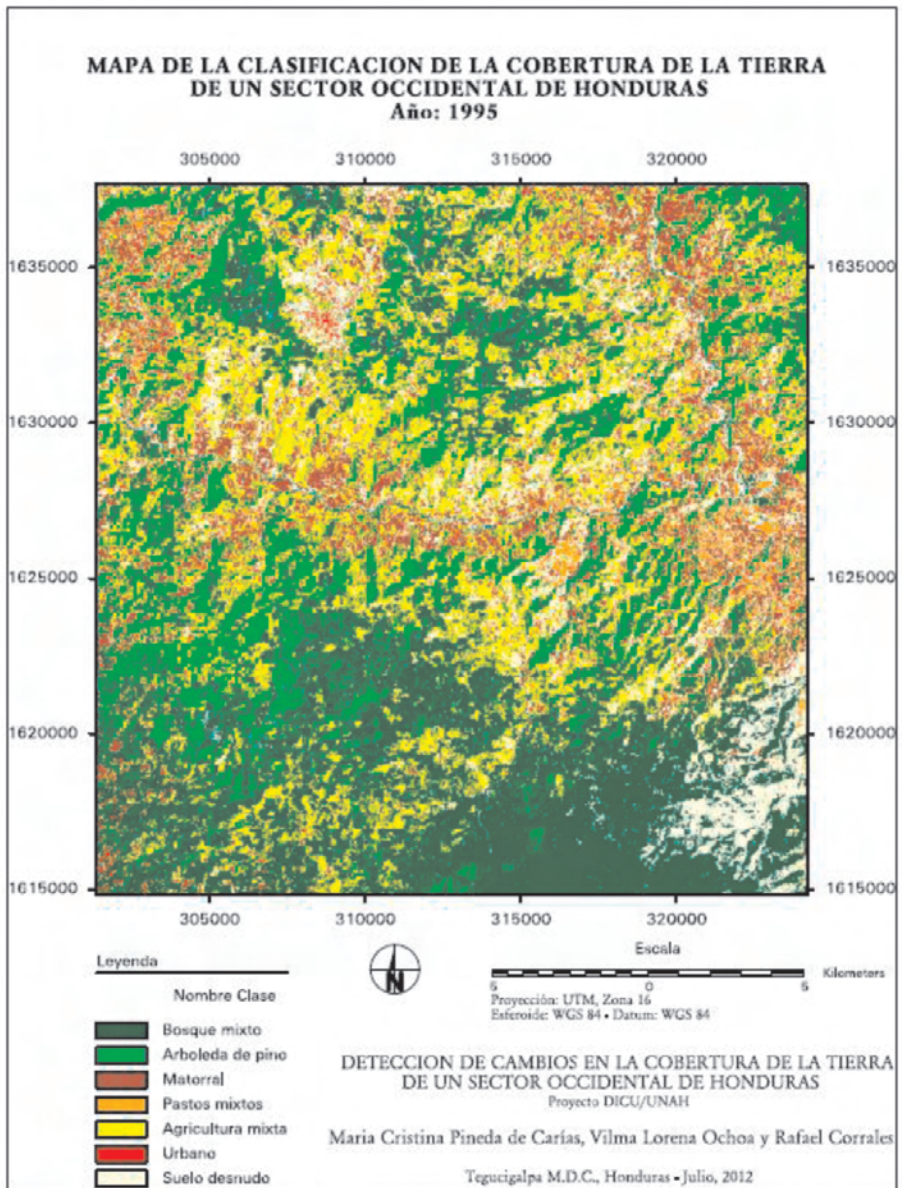 MAPA DE LA CLASIFICACION DE LA COBERTURA DE LA TIERRA
DE UN SECTOR OCCIDENTAL DE HONDURAS
Año: 1995
305000 310000 315000 320000
1635000 1635000
1630000 1630000
1625000 1625000
1620000 1620000
1615000 1615000
305000 310000 315000 320000
Leyenda
Nombre Clase
Bosque mixto
Arboleda de pino
Matorral
Pastos mixtos
Agricultura mixta
Urbano
Suelo desnudo
N
Escala
Kilometers
5 0 5
Proyección: UTM, Zona 16
Esferoide: WGS 84 • Datum: WGS 84
DETECCION DE CAMBIOS EN LA COBERTURA DE LA TIERRA
DE UN SECTOR OCCIDENTAL DE HONDURAS
Proyecto DICU/UNAH
Maria Cristina Pineda de Carías, Vilma Lorena Ochoa y Rafael Corrales
Tegucigalpa M.D.C., Honduras - Julio, 2012